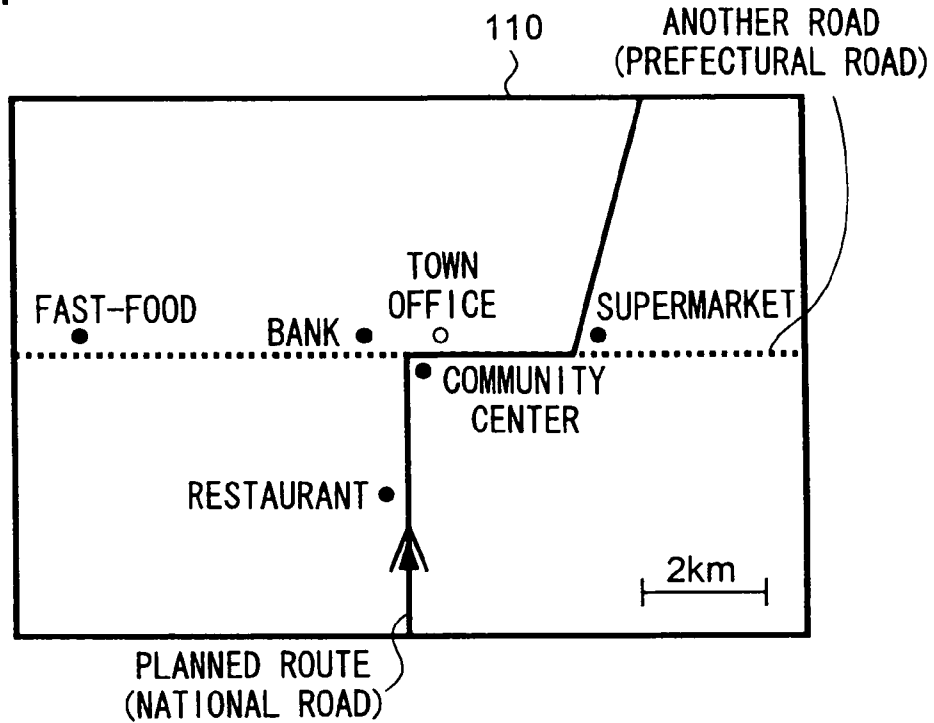 110
ANOTHER ROAD
(PREFECTURAL ROAD)
TOWN
OFFICE
FAST-FOOD
BANK
SUPERMARKET
COMMUNITY
CENTER
RESTAURANT
2km
PLANNED ROUTE
(NATIONAL ROAD)